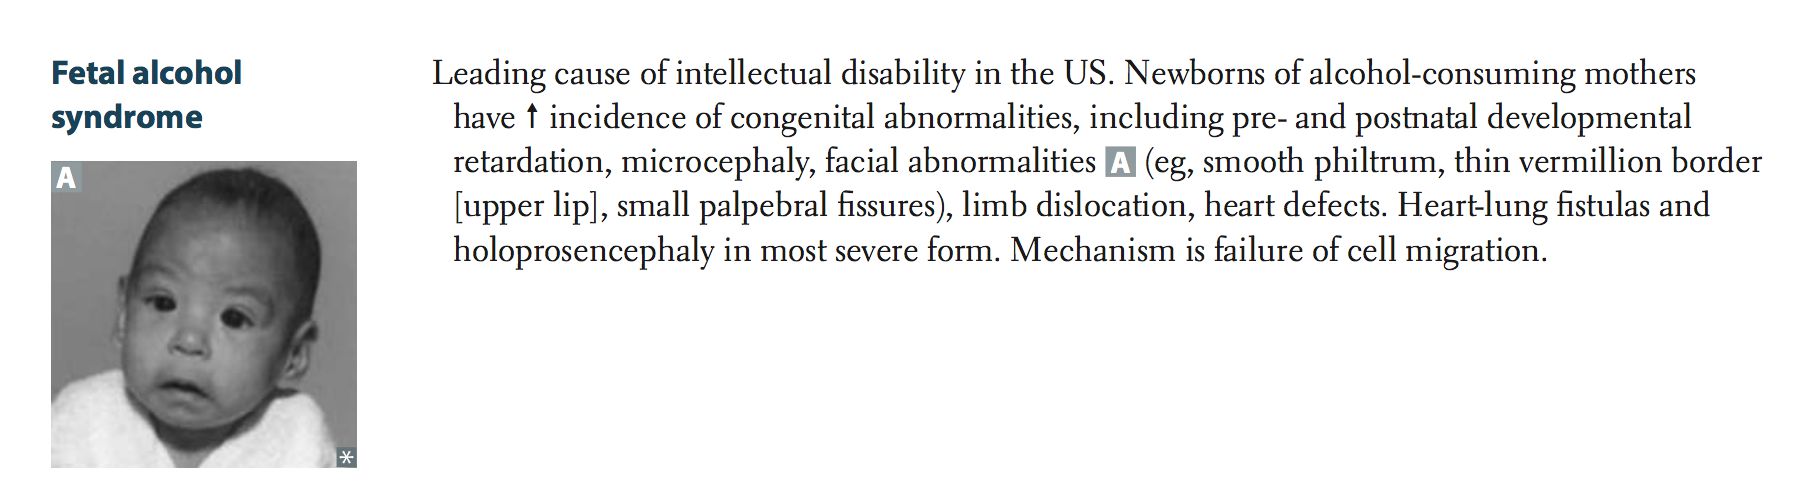 Fetal alcohol
syndrome
A
*
Leading cause of intellectual disability in the US. Newborns of alcohol-consuming mothers
have ↑ incidence of congenital abnormalities, including pre- and postnatal developmental
retardation, microcephaly, facial abnormalities A (eg, smooth philtrum, thin vermillion border
[upper lip], small palpebral fissures), limb dislocation, heart defects. Heart-lung fistulas and
holoprosencephaly in most severe form. Mechanism is failure of cell migration.